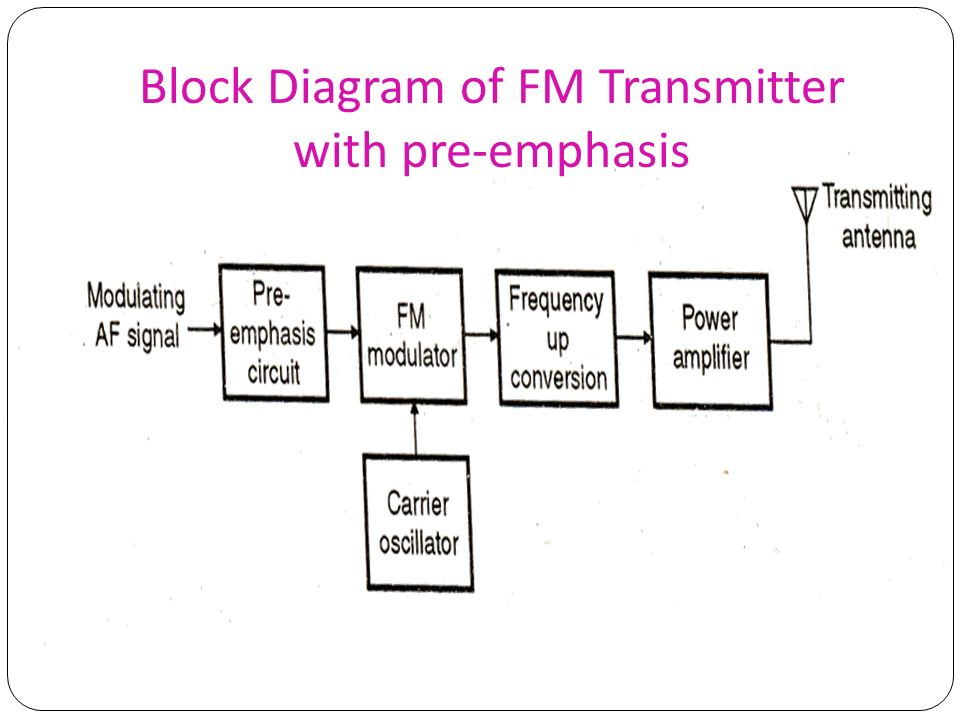 Block Diagram of FM Transmitter
with pre-emphasis
Transmitting
antenna
Modulating
AF signal
Pre-
emphasis
circuit
FM
modulator
Frequency
up
conversion
Power
amplifier
Carrier
oscillator